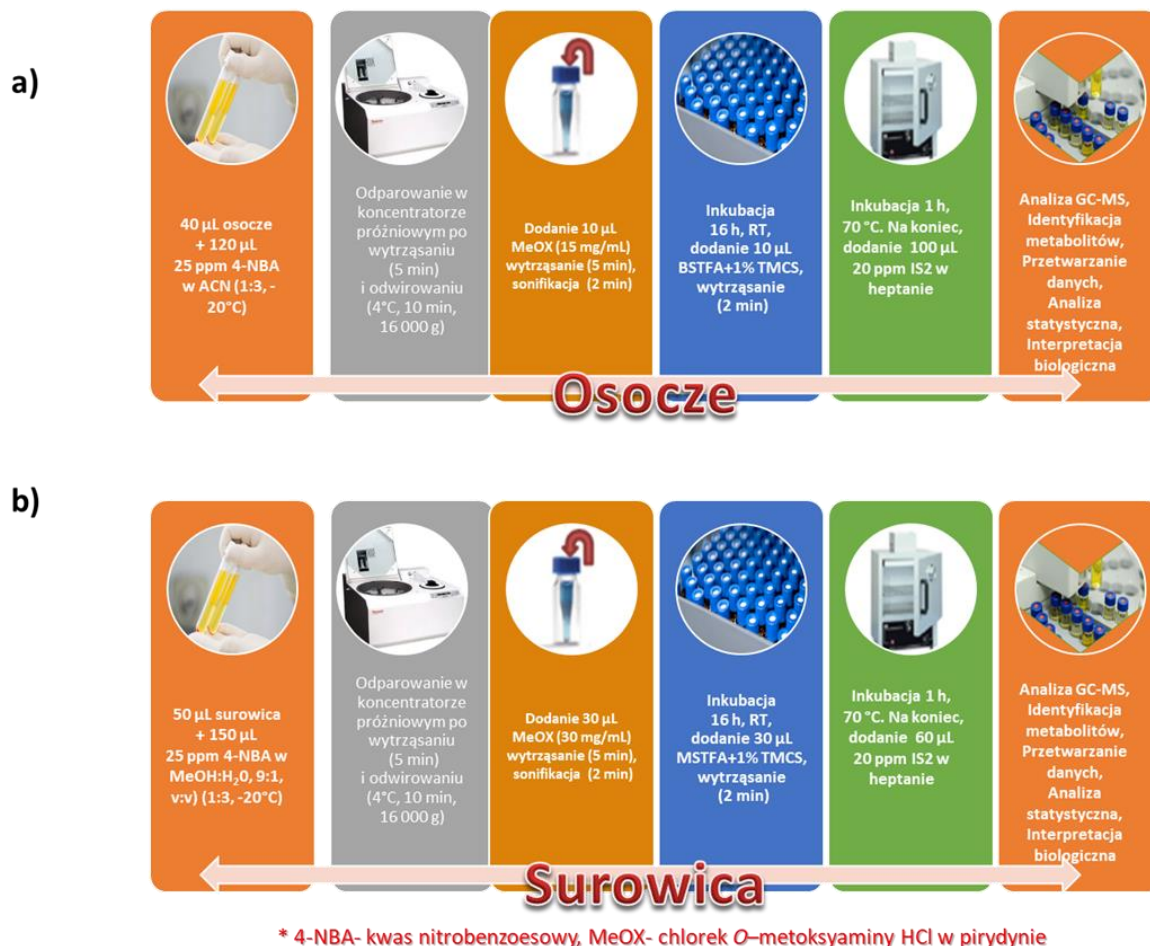 a)
40 µL osocze
+ 120 µL
25 ppm 4-NBA
w ACN (1:3, -
20°C)
Odparowanie w
koncentratorze
próżniowym po
wytrząsaniu
(5 min)
i odwirowaniu
(4°C, 10 min,
16 000 g)
Dodanie 10 µL
MeOX (15 mg/mL)
wytrząsanie (5 min),
sonifikacja (2 min)
Inkubacja
16 h, RT,
dodanie 10 µL
BSTFA+1% TMCS,
wytrząsanie
(2 min)
Inkubacja 1 h,
70 °C. Na koniec,
dodanie 100 µL
20 ppm IS2 w
heptanie
Analiza GC-MS,
Identyfikacja
metabolitów,
Przetwarzanie
danych,
Analiza
statystyczna,
Interpretacja
biologiczna
Osocze
b)
50 µL surowica
+ 150 µL
25 ppm 4-NBA w
MeOH:H₂0, 9:1,
v:v) (1:3, -20°C)
Odparowanie w
koncentratorze
próżniowym po
wytrząsaniu
(5 min)
i odwirowaniu
(4°C, 10 min,
16 000 g)
Dodanie 30 µL
MeOX (30 mg/mL)
wytrząsanie (5 min),
sonifikacja (2 min)
Inkubacja
16 h, RT,
dodanie 30 µL
MSTFA+1% TMCS,
wytrząsanie
(2 min)
Inkubacja 1 h,
70 °C. Na koniec,
dodanie 60 µL
20 ppm IS2 w
heptanie
Analiza GC-MS,
Identyfikacja
metabolitów,
Przetwarzanie
danych,
Analiza
statystyczna,
Interpretacja
biologiczna
Surowica
* 4-NBA- kwas nitrobenzoesowy, MeOX- chlorek O–metoksyaminy HCl w pirydynie